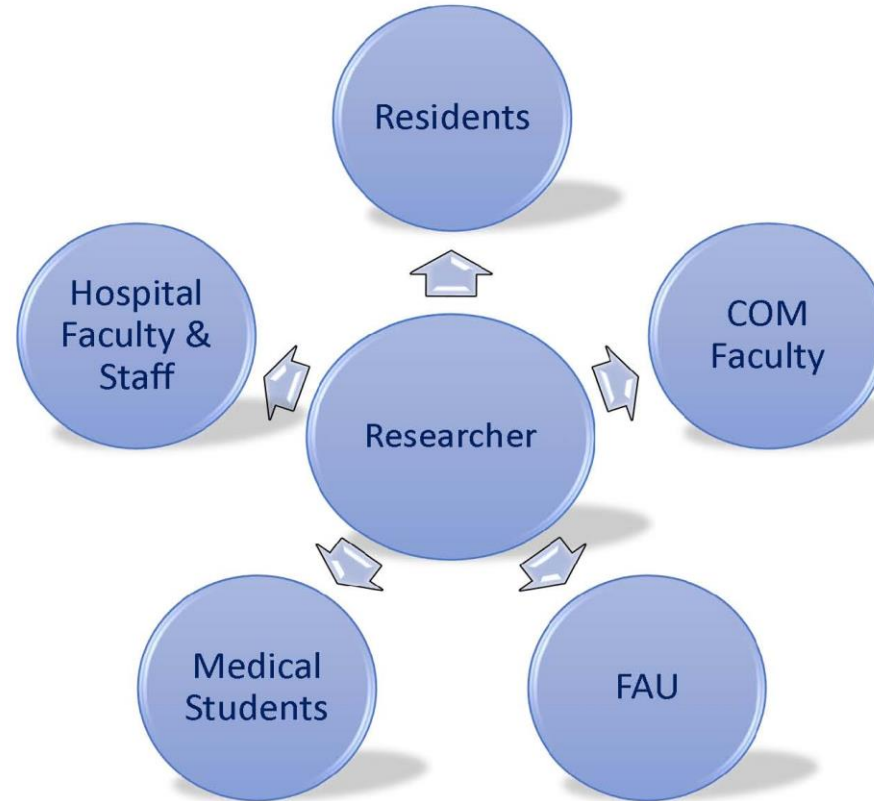 Residents
Hospital
Faculty &
Staff
COM
Faculty
Researcher
Medical
Students
FAU